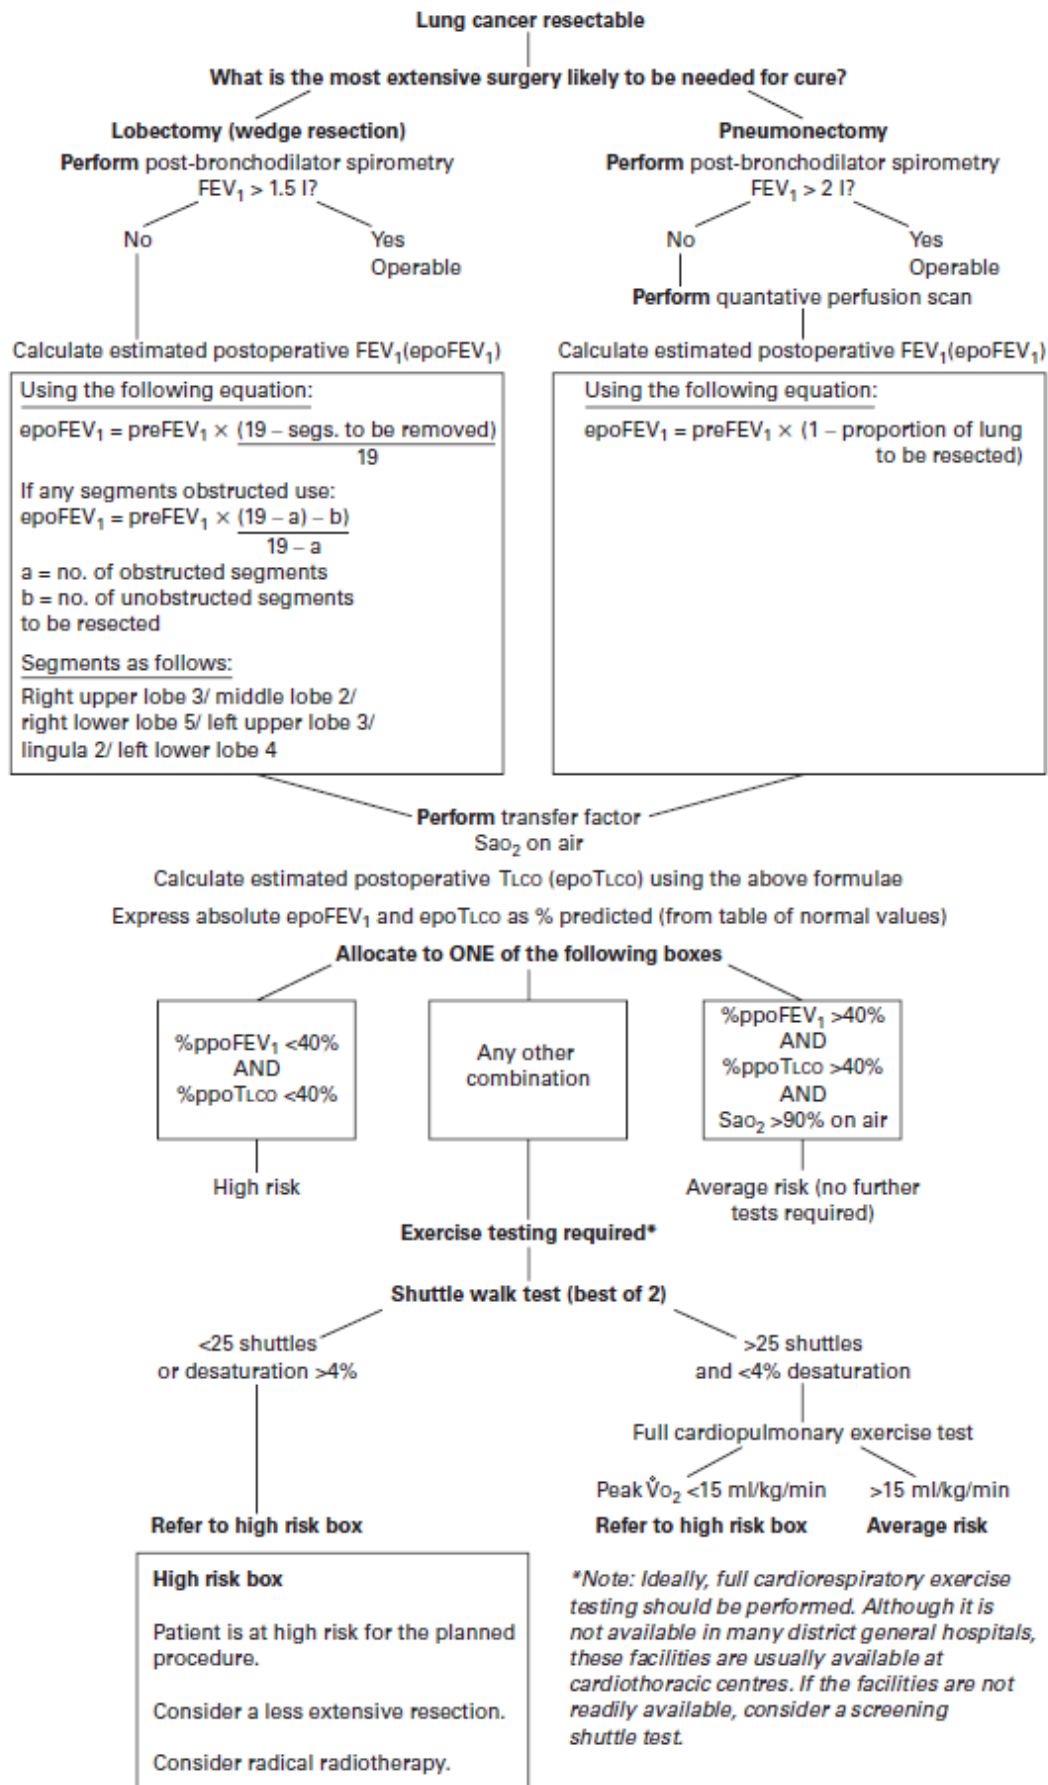 Lung cancer resectable
What is the most extensive surgery likely to be needed for cure?
Lobectomy (wedge resection)
Perform post-bronchodilator spirometry
FEV₁ > 1.5 l?
No
Yes
Operable
Pneumonectomy
Perform post-bronchodilator spirometry
FEV₁ > 2 l?
No
Yes
Operable
Perform quantative perfusion scan
Calculate estimated postoperative FEV₁(epoFEV₁)
Using the following equation:
epoFEV₁ = preFEV₁ × (19 – segs. to be removed)
19
If any segments obstructed use:
epoFEV₁ = preFEV₁ × (19 – a) – b)
19 – a
a = no. of obstructed segments
b = no. of unobstructed segments
to be resected
Segments as follows:
Right upper lobe 3/ middle lobe 2/
right lower lobe 5/ left upper lobe 3/
lingula 2/ left lower lobe 4
Calculate estimated postoperative FEV₁(epoFEV₁)
Using the following equation:
epoFEV₁ = preFEV₁ × (1 – proportion of lung
to be resected)
Perform transfer factor
Sao₂ on air
Calculate estimated postoperative TLCO (epoTLCO) using the above formulae
Express absolute epoFEV₁ and epoTLCO as % predicted (from table of normal values)
Allocate to ONE of the following boxes
%ppoFEV₁ <40%
AND
%ppoTLCO <40%
High risk
Any other
combination
%ppoFEV₁ >40%
AND
%ppoTLCO >40%
AND
Sao₂ >90% on air
Average risk (no further
tests required)
Exercise testing required*
Shuttle walk test (best of 2)
<25 shuttles
or desaturation >4%
Refer to high risk box
>25 shuttles
and <4% desaturation
Full cardiopulmonary exercise test
Peak V̊o₂ <15 ml/kg/min
Refer to high risk box
>15 ml/kg/min
Average risk
High risk box
Patient is at high risk for the planned
procedure.
Consider a less extensive resection.
Consider radical radiotherapy.
*Note: Ideally, full cardiorespiratory exercise
testing should be performed. Although it is
not available in many district general hospitals,
these facilities are usually available at
cardiothoracic centres. If the facilities are not
readily available, consider a screening
shuttle test.